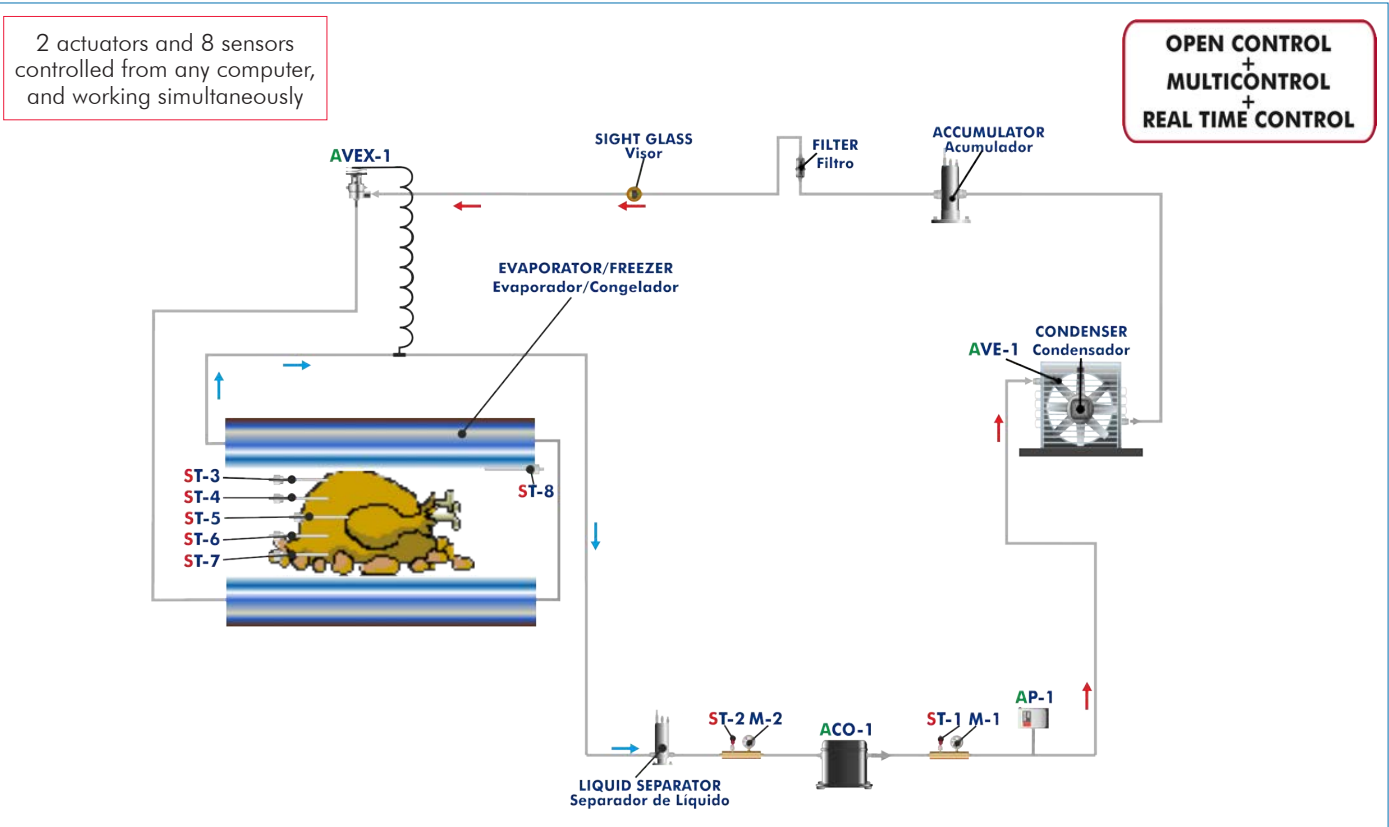 2 actuators and 8 sensors
controlled from any computer,
and working simultaneously
OPEN CONTROL
+
MULTICONTROL
+
REAL TIME CONTROL
AVEX-1
SIGHT GLASS
Visor
FILTER
Filtro
ACCUMULATOR
Acumulador
EVAPORATOR/FREEZER
Evaporador/Congelador
AVE-1
CONDENSER
Condensador
ST-3
ST-4
ST-5
ST-6
ST-7
ST-8
LIQUID SEPARATOR
Separador de Líquido
ST-2 M-2
ACO-1
ST-1 M-1
AP-1